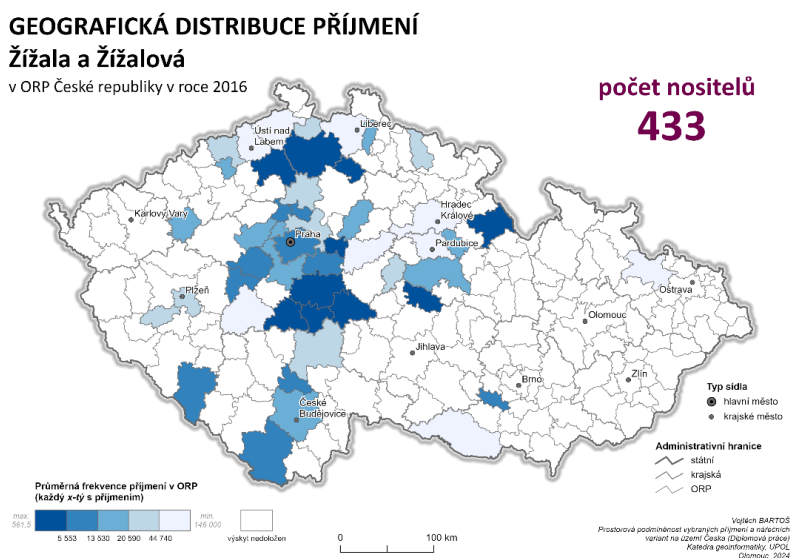 GEOGRAFICKÁ DISTRIBUCE PŘÍJMENÍ
Žížala a Žížalová
v ORP České republiky v roce 2016
počet nositelů
433
Liberec
Ústí nad
Labem
Karlovy Vary
Praha
Hradec
Králové
Pardubice
Plzeň
Ostrava
Olomouc
Jihlava
Zlín
Brno
České
Budějovice
Typ sídla
hlavní město
krajské město
Administrativní hranice
státní
krajská
ORP
Průměrná frekvence příjmení v ORP
(každý x-tý s příjmením)
max. min.
561,5 146 000
5 553 13 630 20 590 44 740
výskyt nedoložen
0 100 km
Vojtěch BARTOŠ
Prostorová podmíněnost vybraných příjmení a nářečních
variant na území Česka (Diplomová práce)
Katedra geoinformatiky, UPOL
Olomouc, 2024